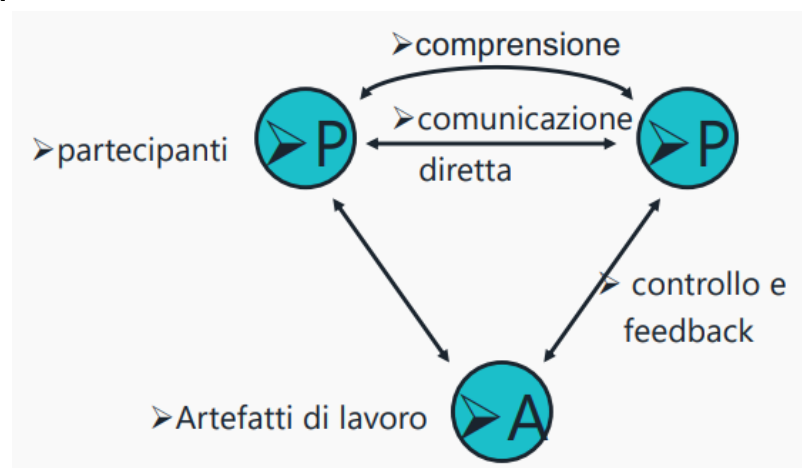 ➢comprensione
➢P
➢comunicazione
diretta
➢P
➢partecipanti
➢ controllo e
feedback
➢Artefatti di lavoro
➢A